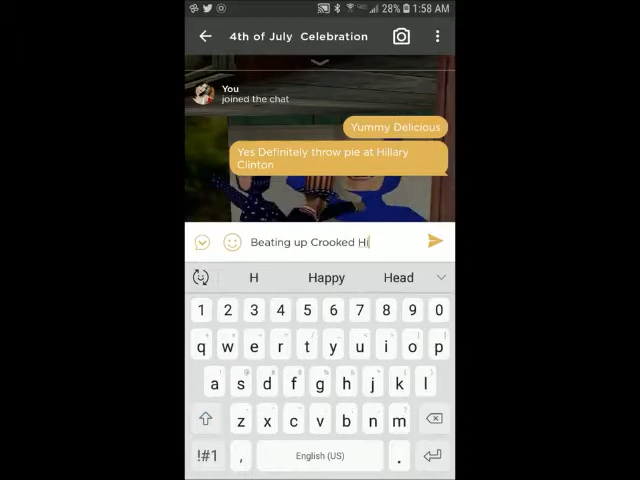 28% 1:58 AM
4th of July Celebration
You
joined the chat
Yummy Delicious
Yes Definitely throw pie at Hillary
Clinton
Beating up Crooked Hi
H Happy Head
1 2 3 4 5 6 7 8 9 0
q w e r t y u i o p
a s d f g h j k l
z x c v b n m
!#1 , English (US) .